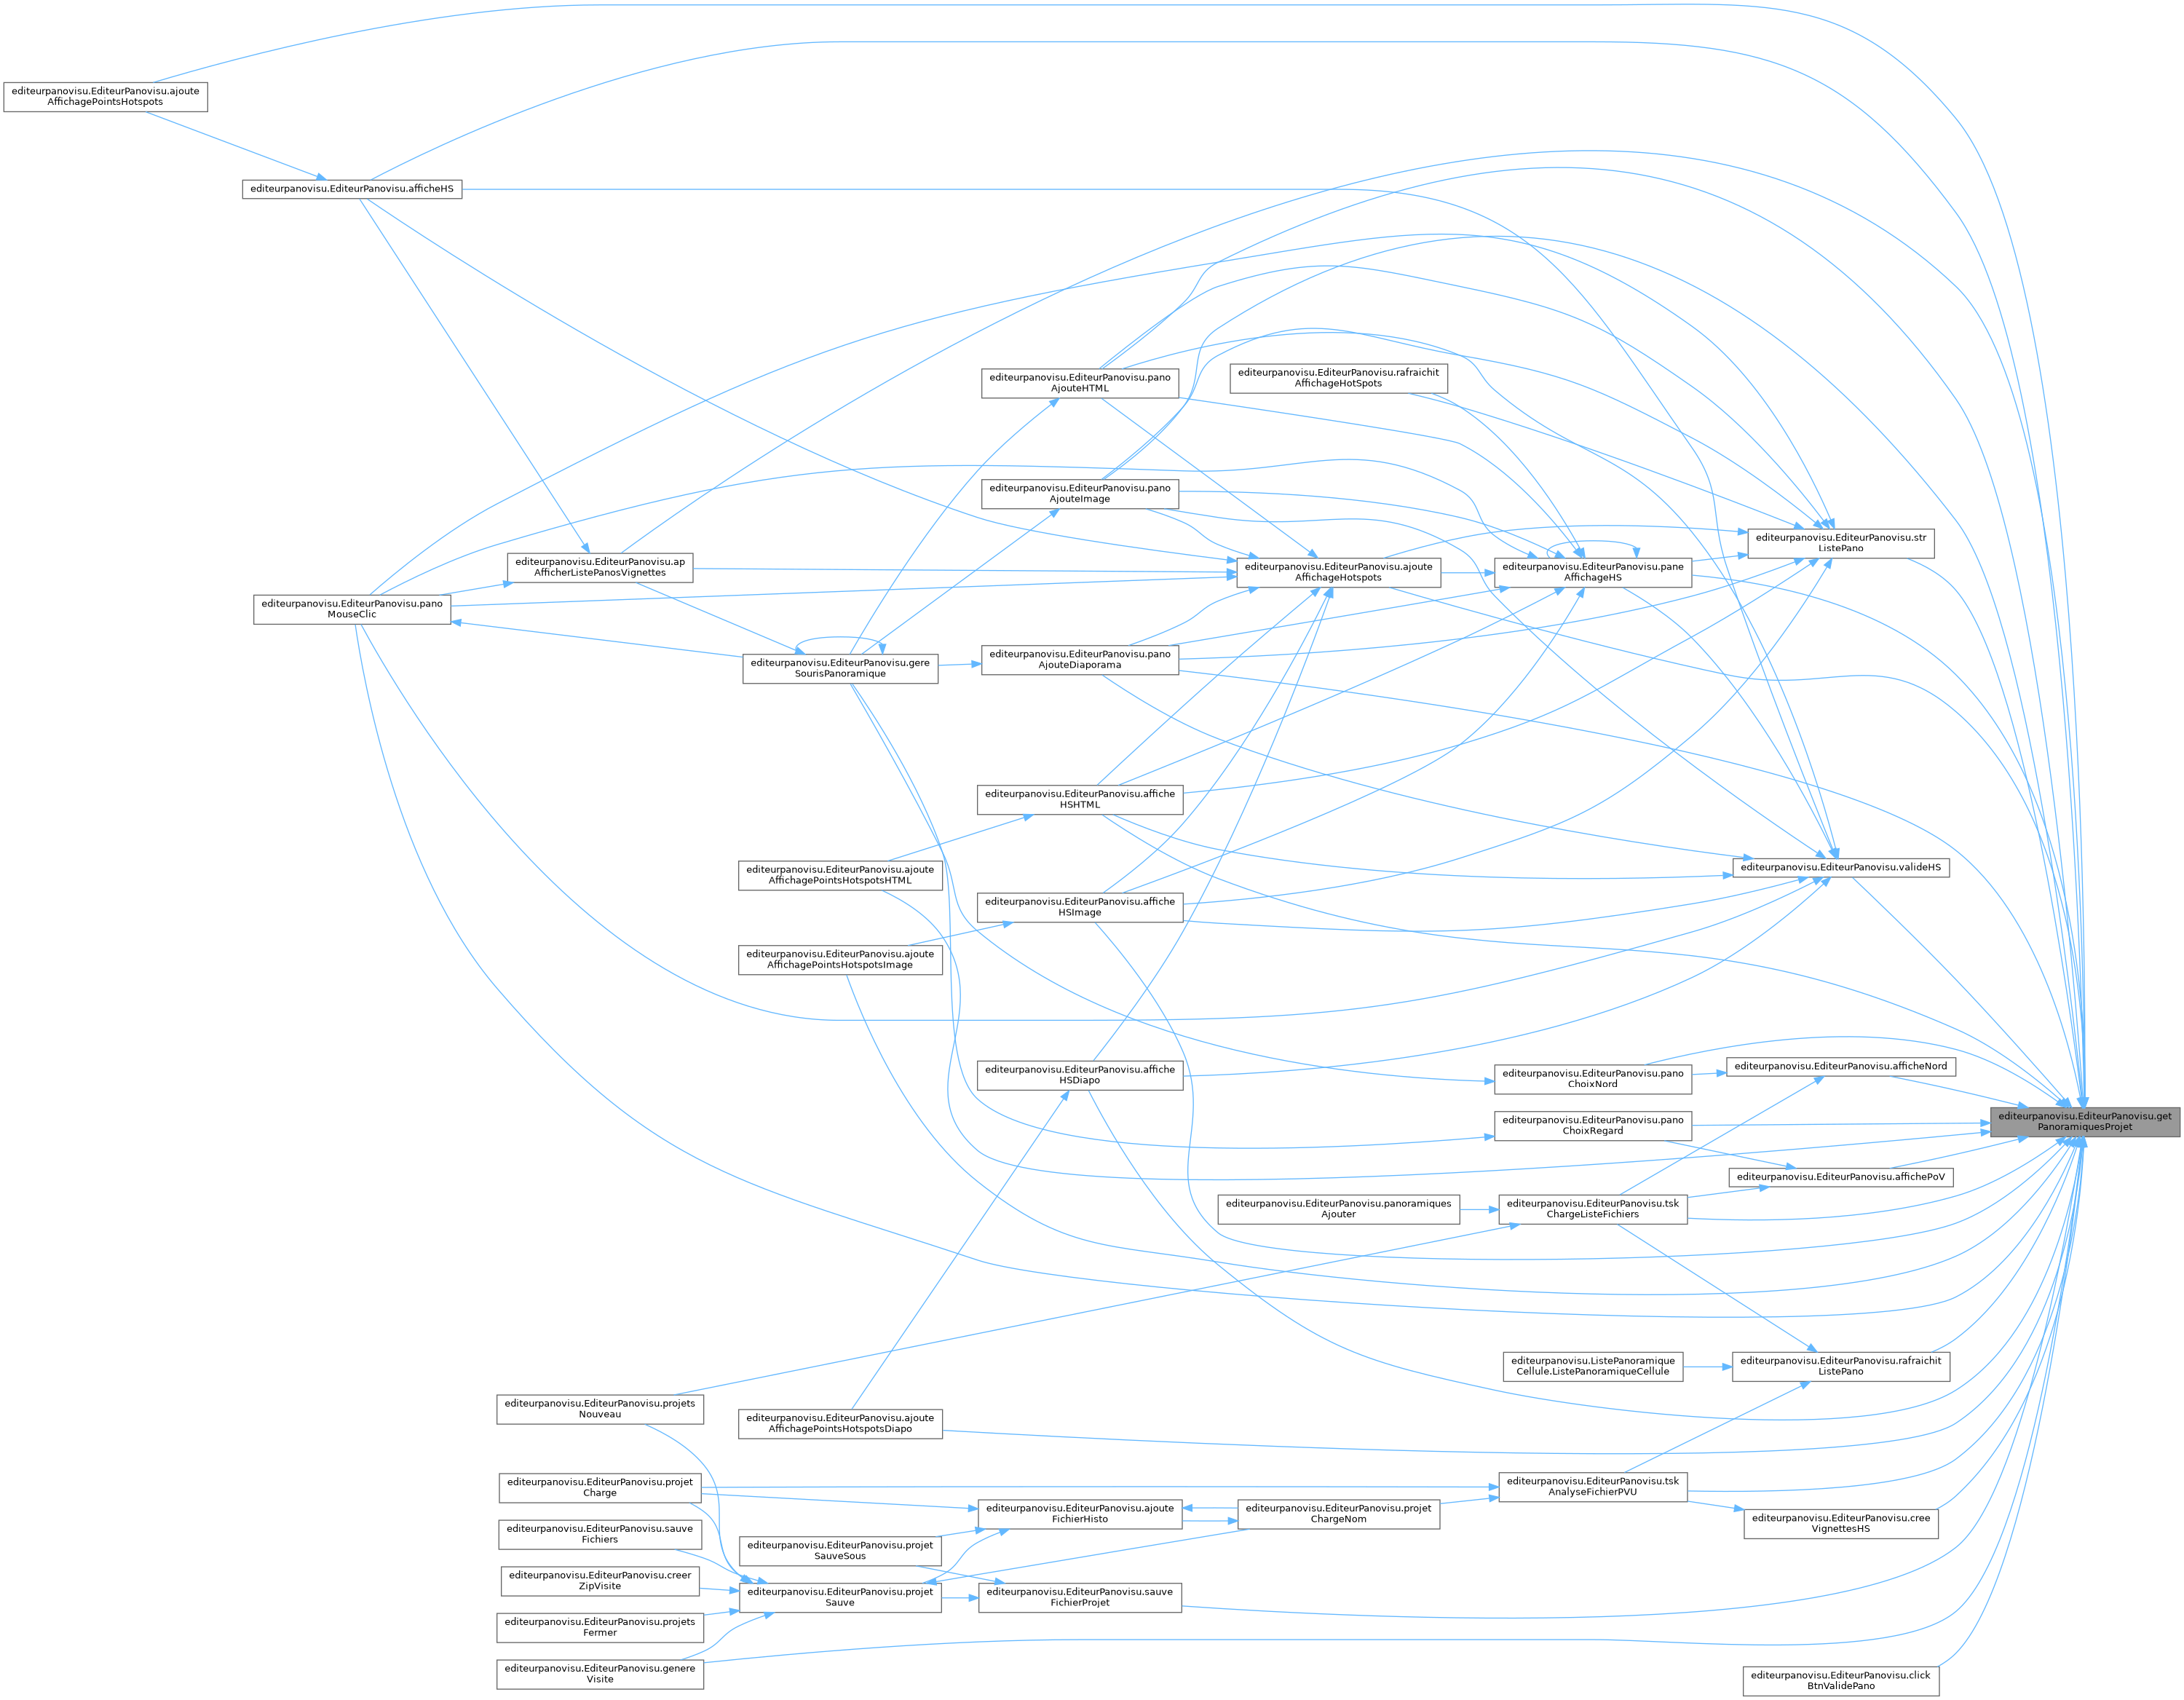 editeurpanovisu.EditeurPanovisu.ajoute
AffichagePointsHotspots
editeurpanovisu.EditeurPanovisu.afficheHS
editeurpanovisu.EditeurPanovisu.pano
AjouteHTML
editeurpanovisu.EditeurPanovisu.rafraichit
AffichageHotSpots
editeurpanovisu.EditeurPanovisu.pano
AjouteImage
editeurpanovisu.EditeurPanovisu.str
ListePano
editeurpanovisu.EditeurPanovisu.ap
AfficherListePanosVignettes
editeurpanovisu.EditeurPanovisu.ajoute
AffichageHotspots
editeurpanovisu.EditeurPanovisu.pane
AffichageHS
editeurpanovisu.EditeurPanovisu.pano
MouseClic
editeurpanovisu.EditeurPanovisu.gere
SourisPanoramique
editeurpanovisu.EditeurPanovisu.pano
AjouteDiaporama
editeurpanovisu.EditeurPanovisu.affiche
HSHTML
editeurpanovisu.EditeurPanovisu.valideHS
editeurpanovisu.EditeurPanovisu.ajoute
AffichagePointsHotspotsHTML
editeurpanovisu.EditeurPanovisu.affiche
HSImage
editeurpanovisu.EditeurPanovisu.ajoute
AffichagePointsHotspotsImage
editeurpanovisu.EditeurPanovisu.affiche
HSDiapo
editeurpanovisu.EditeurPanovisu.pano
ChoixNord
editeurpanovisu.EditeurPanovisu.afficheNord
editeurpanovisu.EditeurPanovisu.get
PanoramiquesProjet
editeurpanovisu.EditeurPanovisu.pano
ChoixRegard
editeurpanovisu.EditeurPanovisu.affichePoV
editeurpanovisu.EditeurPanovisu.panoramiques
Ajouter
editeurpanovisu.EditeurPanovisu.tsk
ChargeListeFichiers
editeurpanovisu.ListePanoramique
Cellule.ListePanoramiqueCellule
editeurpanovisu.EditeurPanovisu.rafraichit
ListePano
editeurpanovisu.EditeurPanovisu.projets
Nouveau
editeurpanovisu.EditeurPanovisu.ajoute
AffichagePointsHotspotsDiapo
editeurpanovisu.EditeurPanovisu.projet
Charge
editeurpanovisu.EditeurPanovisu.tsk
AnalyseFichierPVU
editeurpanovisu.EditeurPanovisu.ajoute
FichierHisto
editeurpanovisu.EditeurPanovisu.projet
ChargeNom
editeurpanovisu.EditeurPanovisu.cree
VignettesHS
editeurpanovisu.EditeurPanovisu.sauve
Fichiers
editeurpanovisu.EditeurPanovisu.projet
SauveSous
editeurpanovisu.EditeurPanovisu.creer
ZipVisite
editeurpanovisu.EditeurPanovisu.projet
Sauve
editeurpanovisu.EditeurPanovisu.sauve
FichierProjet
editeurpanovisu.EditeurPanovisu.projets
Fermer
editeurpanovisu.EditeurPanovisu.genere
Visite
editeurpanovisu.EditeurPanovisu.click
BtnValidePano